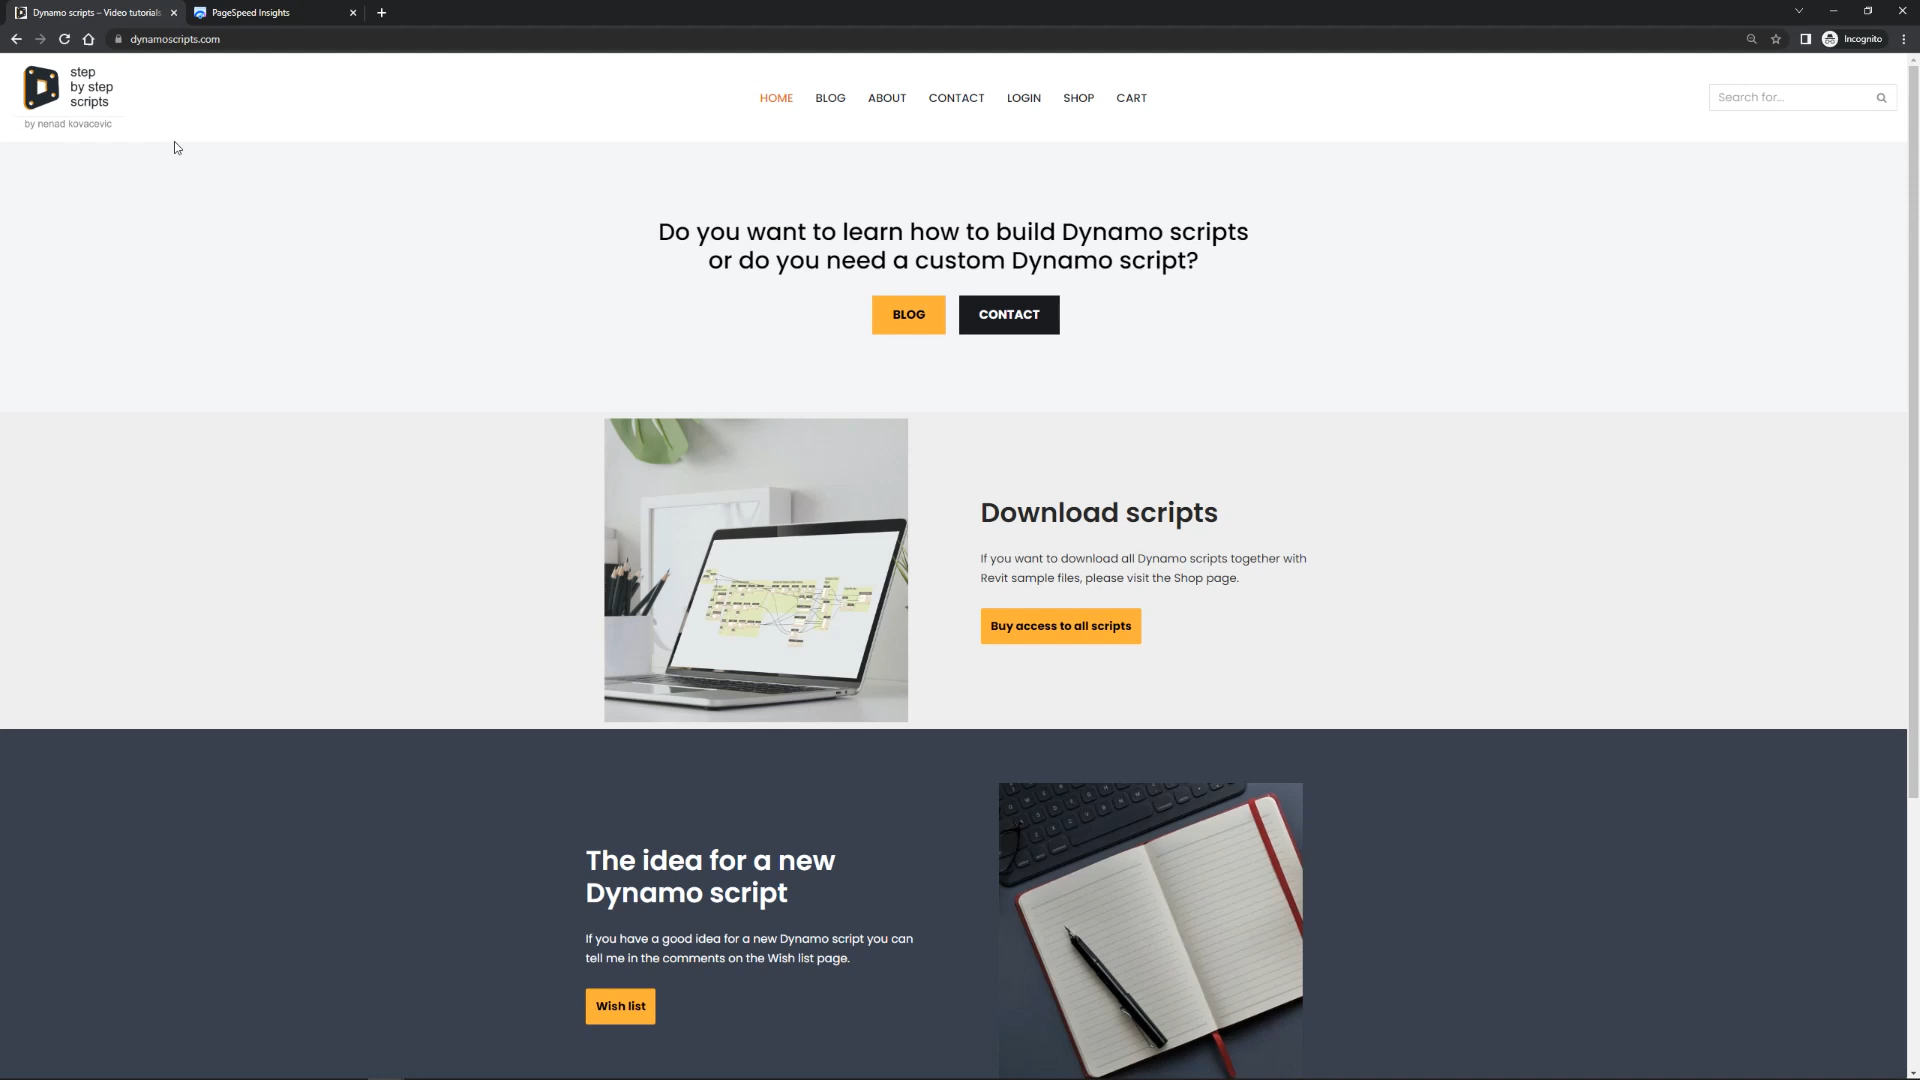 Dynamo scripts – Video tutorials
PageSpeed Insights
dynamoscripts.com
Incognito
step
by step
scripts
by nenad kovacevic
HOME
BLOG
ABOUT
CONTACT
LOGIN
SHOP
CART
Search for...
Do you want to learn how to build Dynamo scripts
or do you need a custom Dynamo script?
BLOG
CONTACT
Download scripts
If you want to download all Dynamo scripts together with
Revit sample files, please visit the Shop page.
Buy access to all scripts
The idea for a new
Dynamo script
If you have a good idea for a new Dynamo script you can
tell me in the comments on the Wish list page.
Wish list